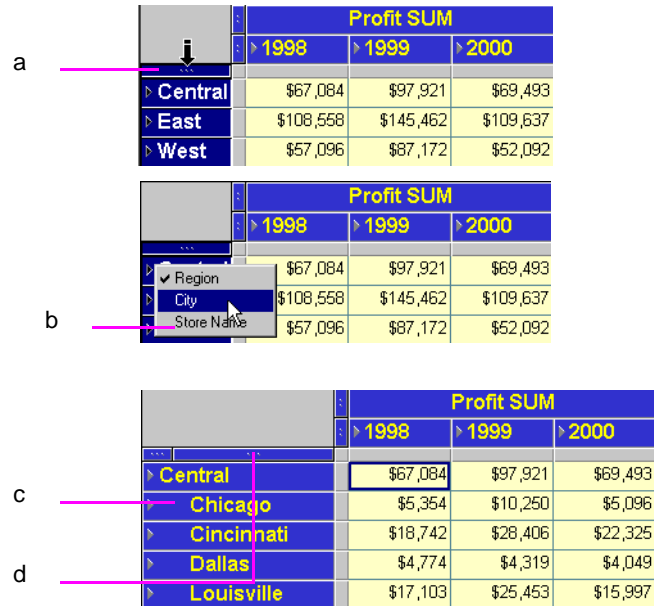 Profit SUM
1998 1999 2000
a
Central $67,084 $97,921 $69,493
East $108,558 $145,462 $109,637
West $57,096 $87,172 $52,092
Profit SUM
1998 1999 2000
$67,084 $97,921 $69,493
Region
City $108,558 $145,462 $109,637
b
Store Name $57,096 $87,172 $52,092
Profit SUM
1998 1999 2000
Central $67,084 $97,921 $69,493
c
Chicago $5,354 $10,250 $5,096
Cincinnati $18,742 $28,406 $22,325
d
Dallas $4,774 $4,319 $4,049
Louisville $17,103 $25,453 $15,997